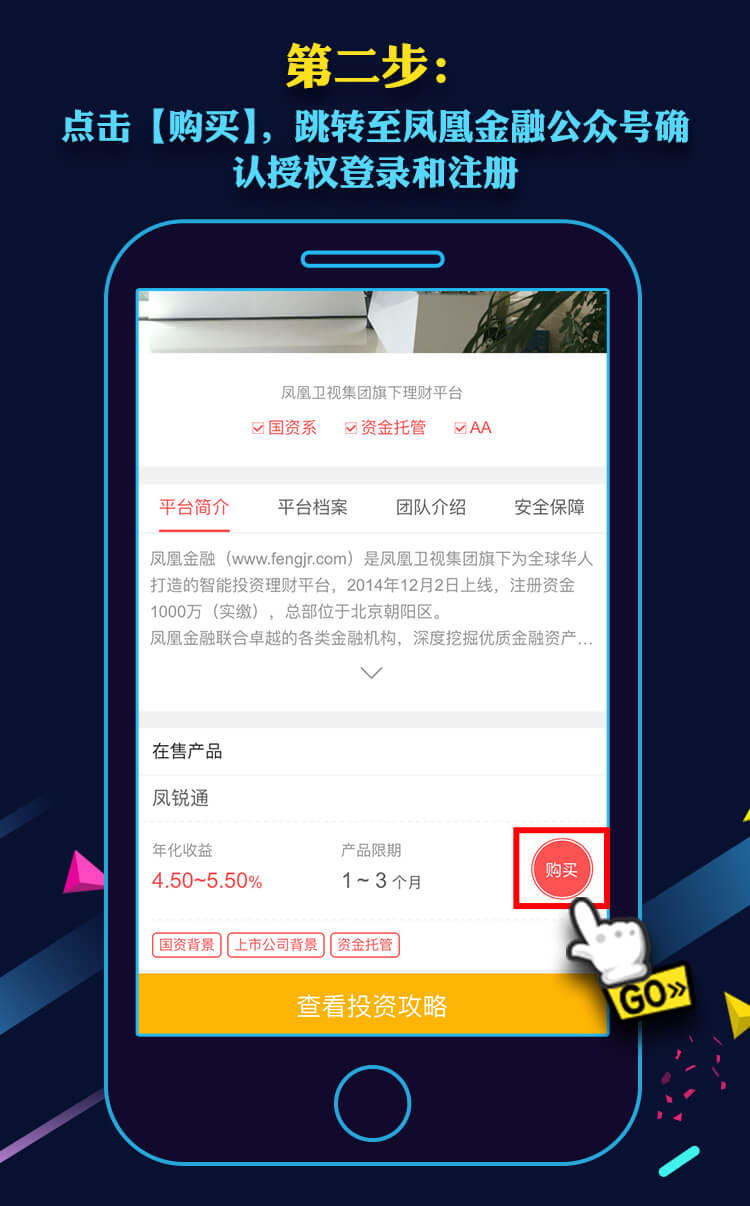 第二步：
点击【购买】，跳转至凤凰金融公众号确
认授权登录和注册
凤凰卫视集团旗下理财平台
国资系 资金托管 AA
平台简介 平台档案 团队介绍 安全保障
凤凰金融（www.fengjr.com）是凤凰卫视集团旗下为全球华人
打造的智能投资理财平台，2014年12月2日上线，注册资金
1000万（实缴），总部位于北京朝阳区。
凤凰金融联合卓越的各类金融机构，深度挖掘优质金融资产...
在售产品
凤锐通
年化收益 产品限期
4.50~5.50% 1 ~ 3 个月 购买
国资背景 上市公司背景 资金托管
GO»
查看投资攻略